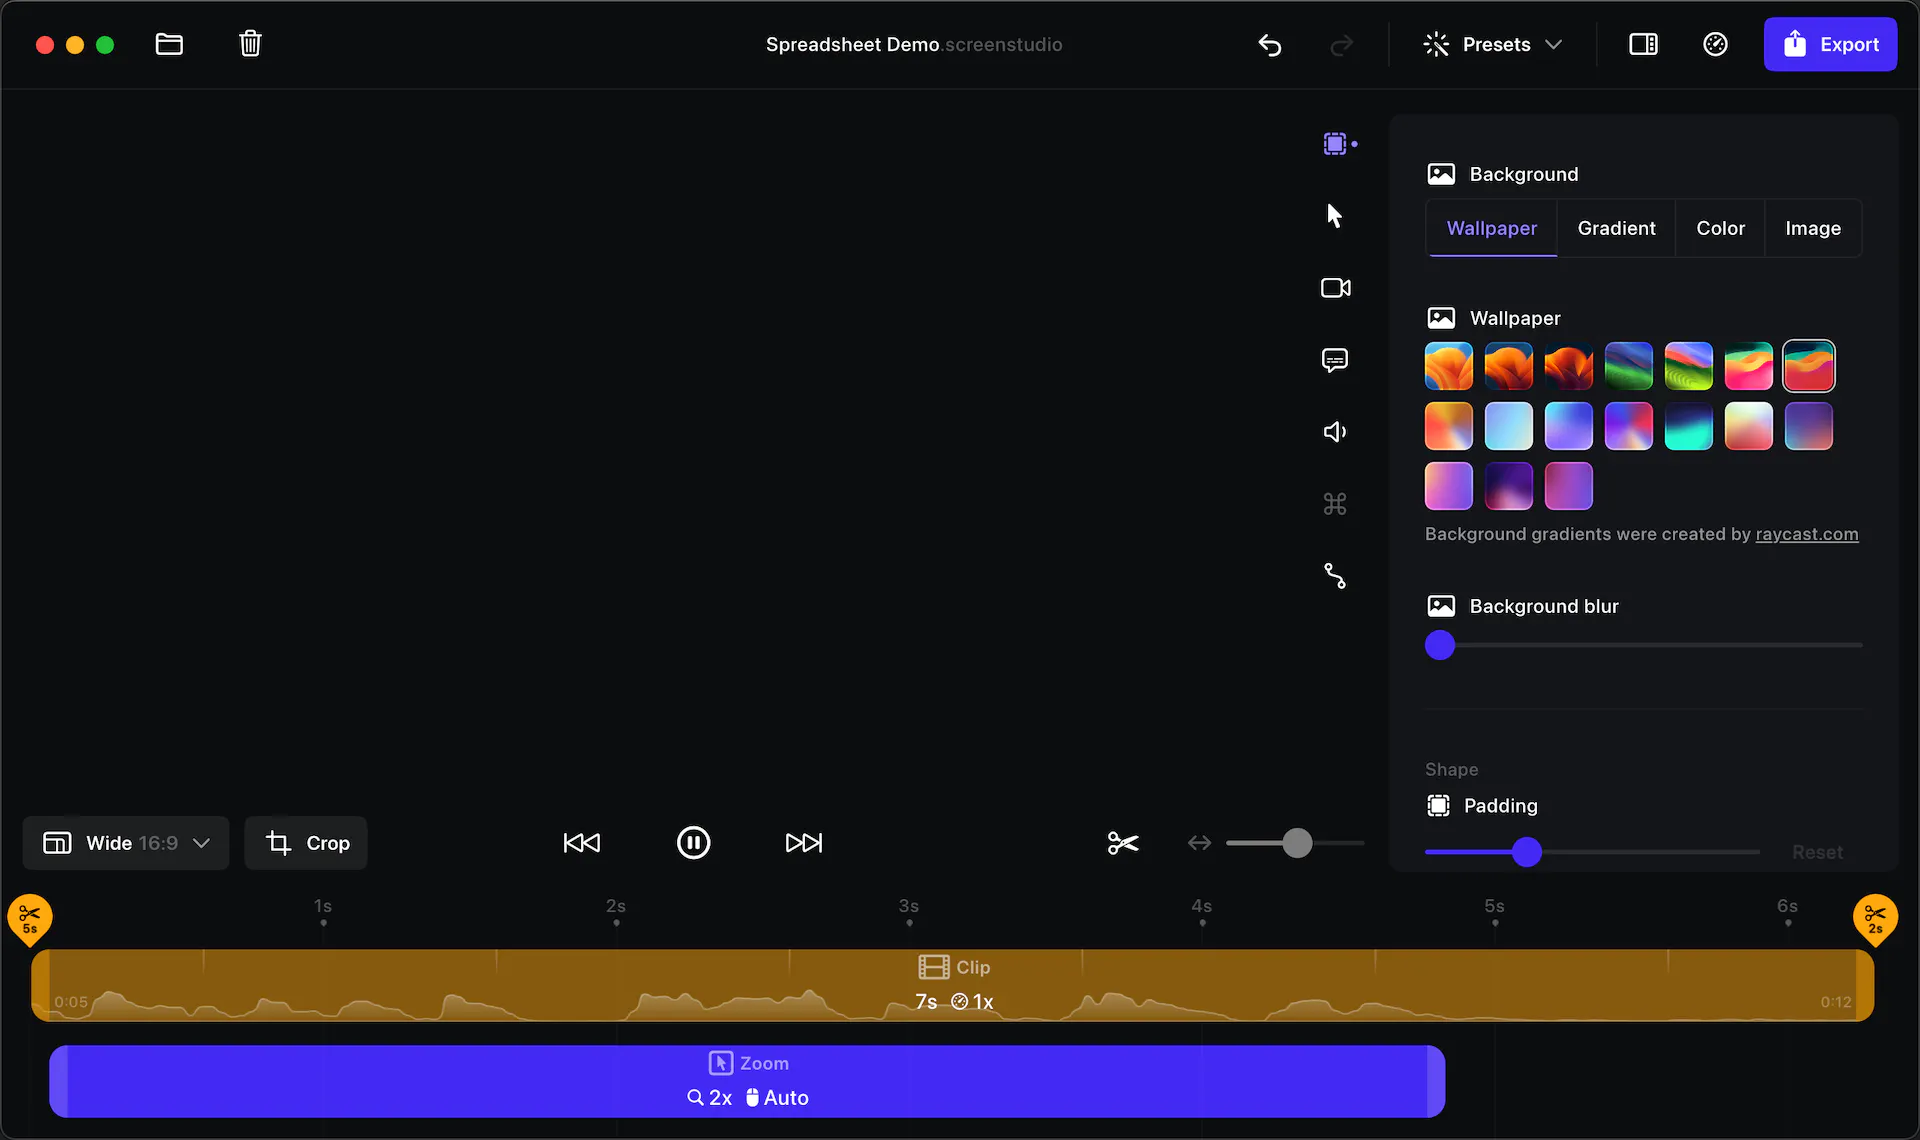 Spreadsheet Demo.screenstudio
Presets
Export
Background
Wallpaper
Gradient
Color
Image
Wallpaper
Background gradients were created by raycast.com
Background blur
Shape
Padding
Reset
Wide 16:9
Crop
1s
2s
3s
4s
5s
6s
5s
2s
Clip
0:05
7s 1x
0:12
Zoom
2x Auto